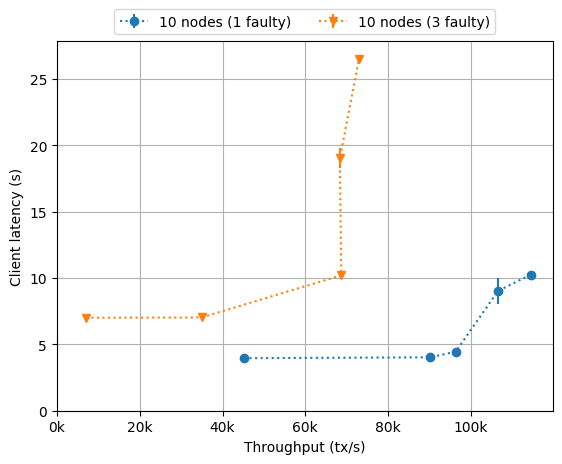 10 nodes (1 faulty) 10 nodes (3 faulty)
Client latency (s)
25
20
15
10
5
0
0k 20k 40k 60k 80k 100k
Throughput (tx/s)